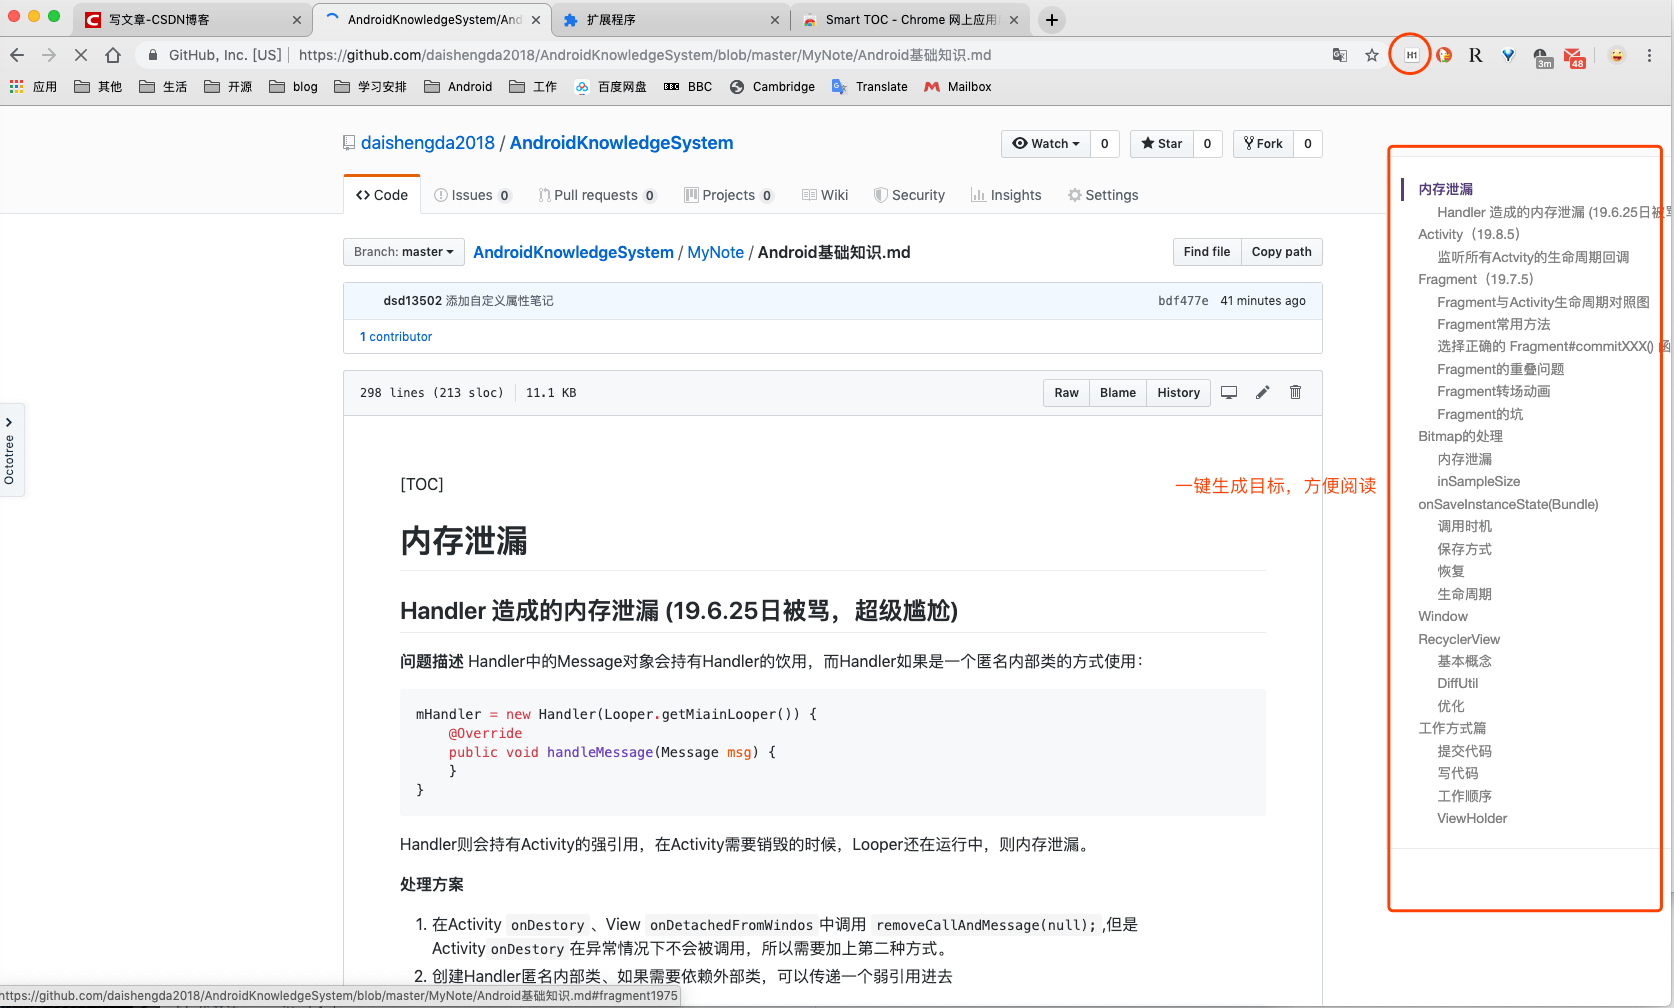 写文章-CSDN博客
AndroidKnowledgeSystem/And
扩展程序
Smart TOC - Chrome 网上应用
GitHub, Inc. [US] https://github.com/daishengda2018/AndroidKnowledgeSystem/blob/master/MyNote/Android基础知识.md
H1
R
3m
48
应用
其他
生活
开源
blog
学习安排
Android
工作
百度网盘
BBC BBC
Cambridge
Translate
Mailbox
daishengda2018 / AndroidKnowledgeSystem
Watch 0
Star 0
Fork 0
Code
Issues 0
Pull requests 0
Projects 0
Wiki
Security
Insights
Settings
Branch: master
AndroidKnowledgeSystem / MyNote / Android基础知识.md
Find file
Copy path
dsd13502 添加自定义属性笔记
bdf477e 41 minutes ago
1 contributor
298 lines (213 sloc) 11.1 KB
Raw
Blame
History
Octotree
[TOC]
一键生成目标，方便阅读
内存泄漏
Handler 造成的内存泄漏 (19.6.25日被骂，超级尴尬)
问题描述 Handler中的Message对象会持有Handler的饮用，而Handler如果是一个匿名内部类的方式使用：
mHandler = new Handler(Looper.getMiainLooper()) {
@Override
public void handleMessage(Message msg) {
}
}
Handler则会持有Activity的强引用，在Activity需要销毁的时候，Looper还在运行中，则内存泄漏。
处理方案
1. 在Activity onDestory 、View onDetachedFromWindos 中调用 removeCallAndMessage(null); ,但是
Activity onDestory 在异常情况下不会被调用，所以需要加上第二种方式。
2. 创建Handler匿名内部类、如果需要依赖外部类，可以传递一个弱引用进去
内存泄漏
Handler 造成的内存泄漏 (19.6.25日被骂
Activity（19.8.5）
监听所有Actvity的生命周期回调
Fragment（19.7.5）
Fragment与Activity生命周期对照图
Fragment常用方法
选择正确的 Fragment#commitXXX() 函
Fragment的重叠问题
Fragment转场动画
Fragment的坑
Bitmap的处理
内存泄漏
inSampleSize
onSaveInstanceState(Bundle)
调用时机
保存方式
恢复
生命周期
Window
RecyclerView
基本概念
DiffUtil
优化
工作方式篇
提交代码
写代码
工作顺序
ViewHolder
https://github.com/daishengda2018/AndroidKnowledgeSystem/blob/master/MyNote/Android基础知识.md#fragment1975